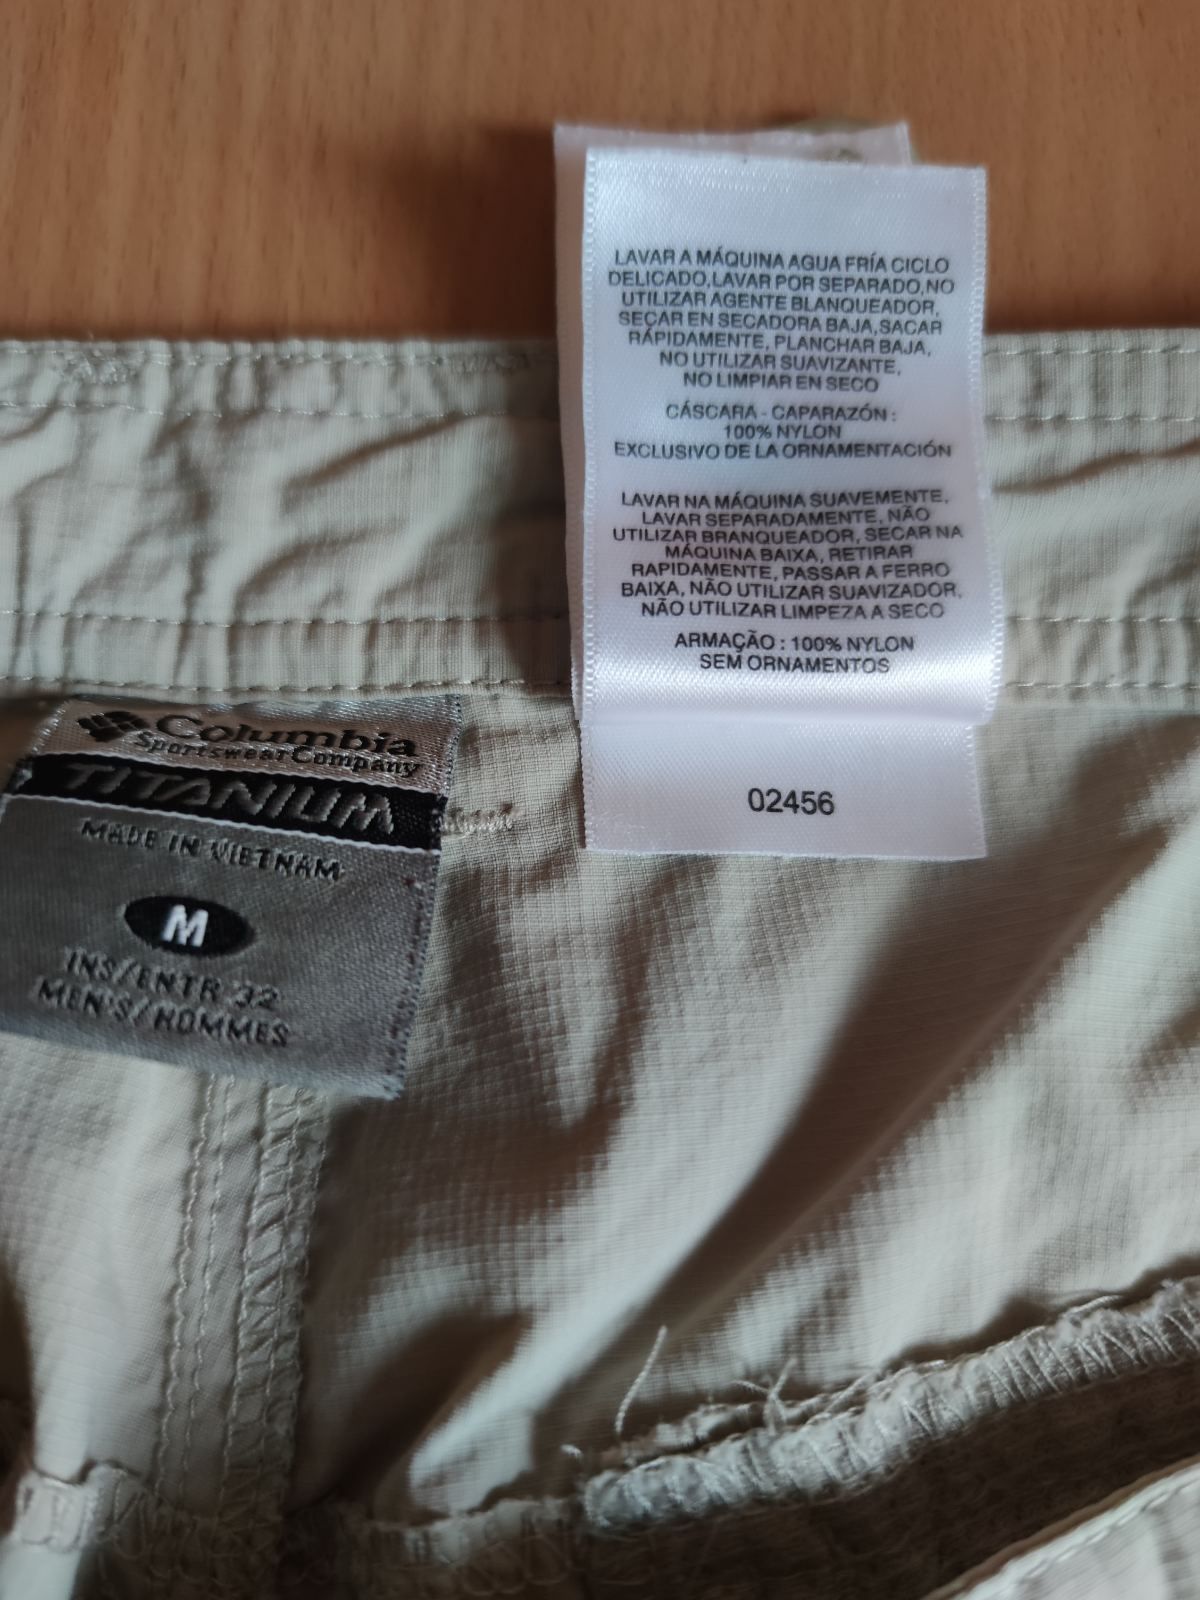 LAVAR A MÁQUINA AGUA FRÍA CICLO
DELICADO,LAVAR POR SEPARADO,NO
UTILIZAR AGENTE BLANQUEADOR,
SECAR EN SECADORA BAJA,SACAR
RÁPIDAMENTE, PLANCHAR BAJA,
NO UTILIZAR SUAVIZANTE,
NO LIMPIAR EN SECO
CÁSCARA - CAPARAZÓN :
100% NYLON
EXCLUSIVO DE LA ORNAMENTACIÓN
LAVAR NA MÁQUINA SUAVEMENTE,
LAVAR SEPARADAMENTE, NÃO
UTILIZAR BRANQUEADOR, SECAR NA
MÁQUINA BAIXA, RETIRAR
RAPIDAMENTE, PASSAR A FERRO
BAIXA, NÃO UTILIZAR SUAVIZADOR,
NÃO UTILIZAR LIMPEZA A SECO
ARMAÇÃO : 100% NYLON
SEM ORNAMENTOS
02456
Columbia
Sportswear Company
TITANIUM
MADE IN VIETNAM
M
INS/ENTR 32
MEN'S/HOMMES